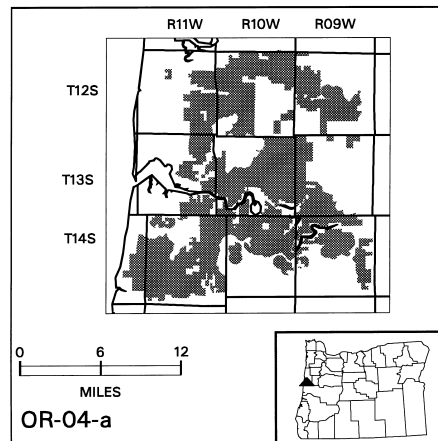 R11W R10W R09W
T12S
T13S
T14S
0 6 12
MILES
OR-04-a